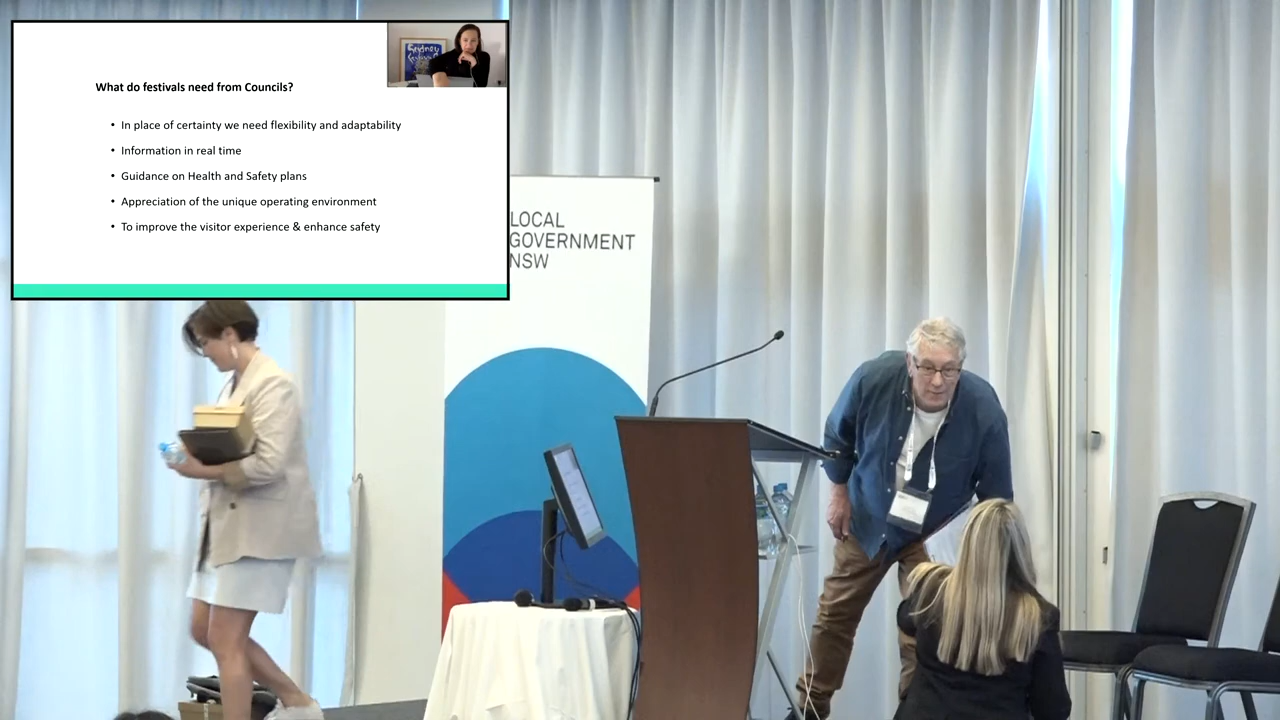 What do festivals need from Councils?
• In place of certainty we need flexibility and adaptability
• Information in real time
• Guidance on Health and Safety plans
• Appreciation of the unique operating environment
• To improve the visitor experience & enhance safety
LOCAL
GOVERNMENT
NSW